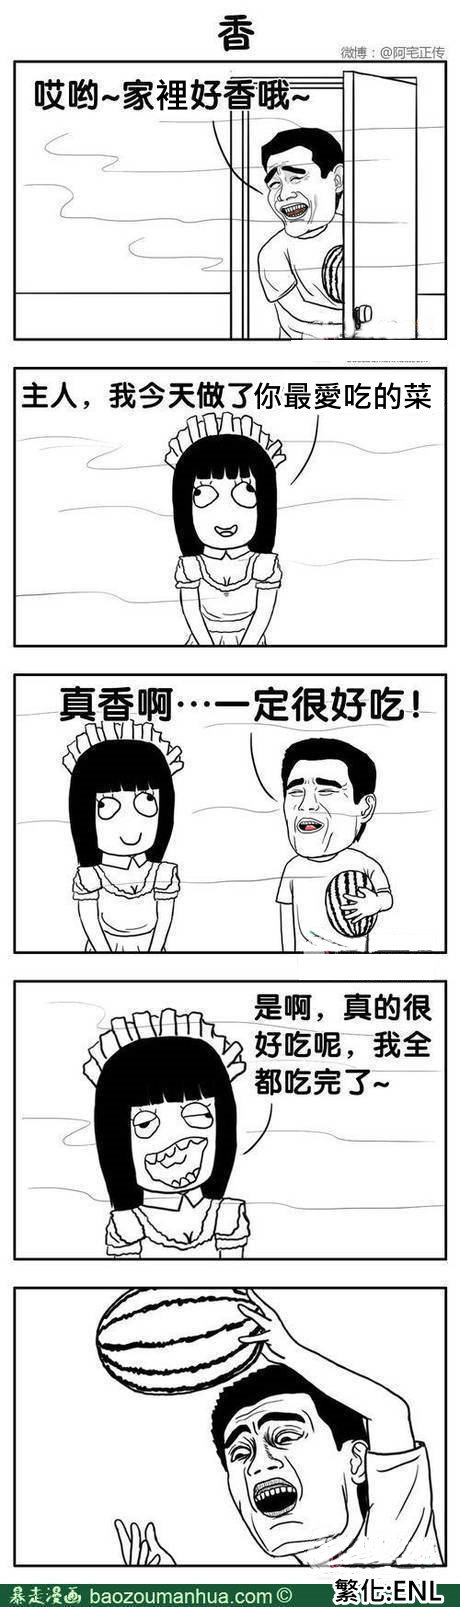 香
微博：@阿宅正传
哎哟~家裡好香哦~
主人，我今天做了你最愛吃的菜
真香啊…一定很好吃！
是啊，真的很
好吃呢，我全
都吃完了~
暴走漫画 baozoumanhua.com ©
繁化:ENL